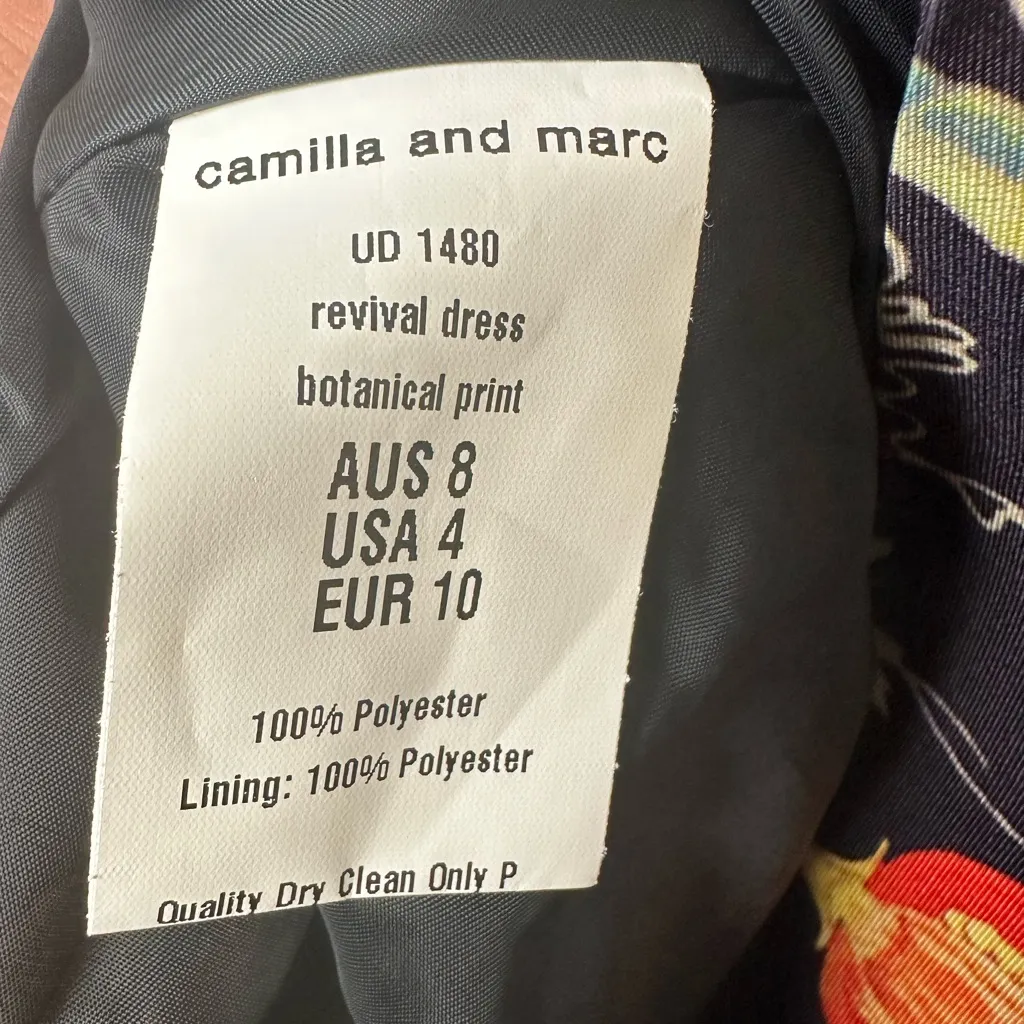 camilla and marc
UD 1480
revival dress
botanical print
AUS 8
USA 4
EUR 10
100% Polyester
Lining: 100% Polyester
Quality Dry Clean Only P